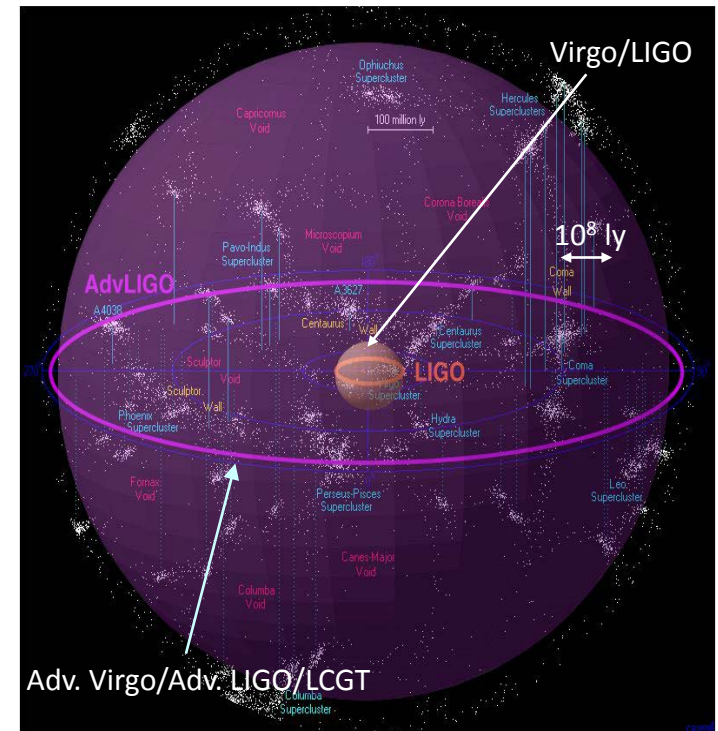 Virgo/LIGO
Ophiuchus
Supercluster
Hercules
Superclusters
Capricornus
Void
100 million ly
Corona Boreals
Void
Microscopium
Void
10⁸ ly
Pavo-Indus
Supercluster
180°
Coma
Wall
AdvLIGO
A3627
A4038
Centaurus Wall
Centaurus
Supercluster
Sculptor
Void
LIGO
Coma
Supercluster
Supercluster
Sculptor
Wall
Phoenix
Supercluster
Hydra
Supercluster
Fornax
Void
Perseus-Pisces
Supercluster
Leo
Supercluster
Canes-Major
Void
Columba
Void
Adv. Virgo/Adv. LIGO/LCGT
Columba
Supercluster